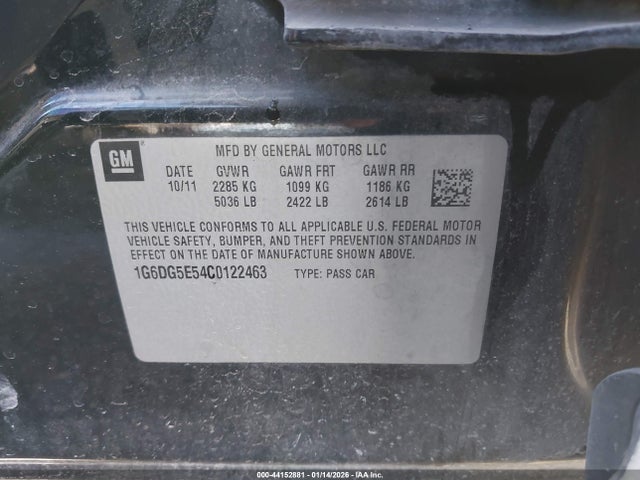 GM
MFD BY GENERAL MOTORS LLC
DATE GVWR GAWR FRT GAWR RR
10/11 2285 KG 1099 KG 1186 KG
5036 LB 2422 LB 2614 LB
THIS VEHICLE CONFORMS TO ALL APPLICABLE U.S. FEDERAL MOTOR
VEHICLE SAFETY, BUMPER, AND THEFT PREVENTION STANDARDS IN
EFFECT ON THE DATE OF MANUFACTURE SHOWN ABOVE.
1G6DG5E54C0122463 TYPE: PASS CAR
000-44152881 - 01/14/2026 - IAA Inc.